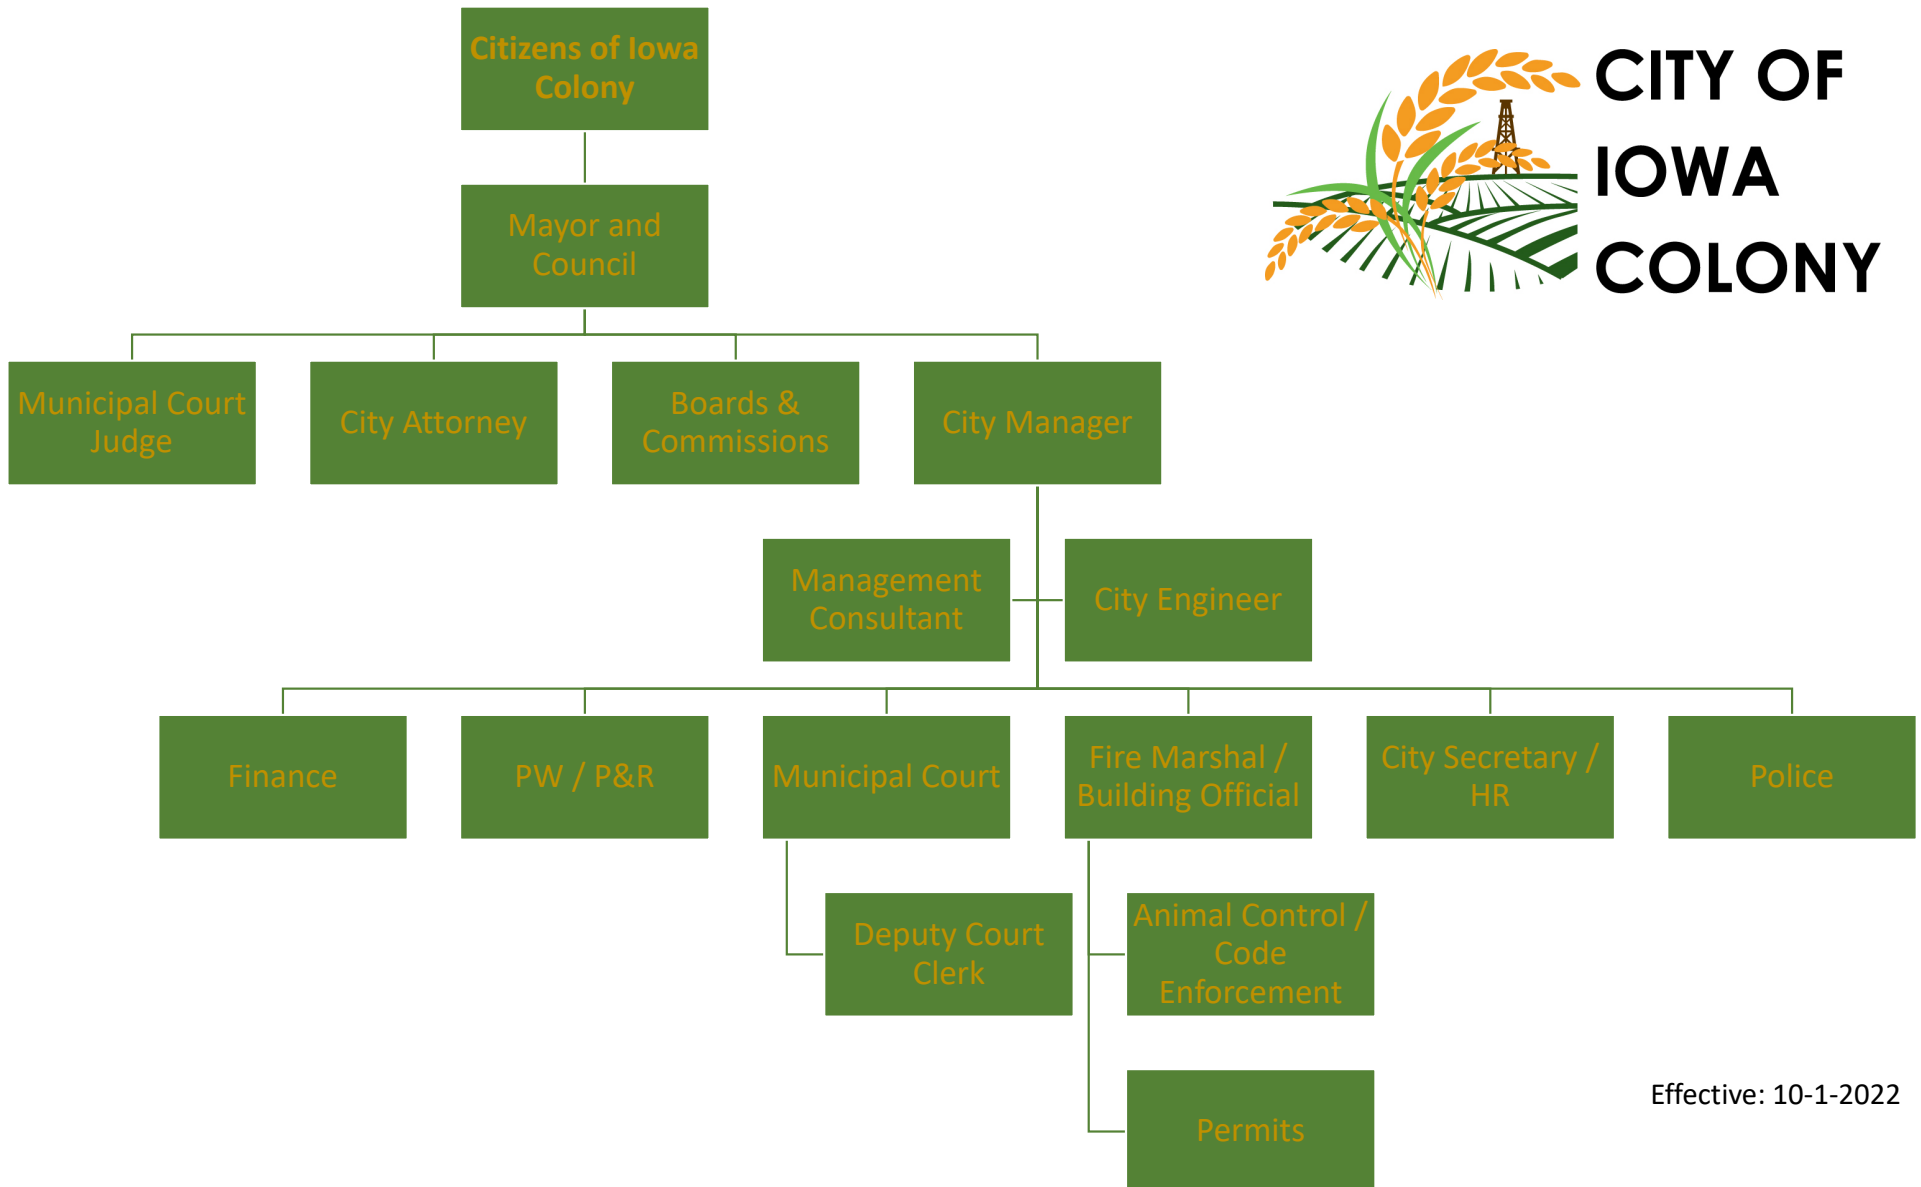 Citizens of Iowa
Colony
CITY OF
IOWA
COLONY
Mayor and
Council
Municipal Court
Judge
City Attorney
Boards &
Commissions
City Manager
Management
Consultant
City Engineer
Finance
PW / P&R
Municipal Court
Fire Marshal /
Building Official
City Secretary /
HR
Police
Deputy Court
Clerk
Animal Control /
Code
Enforcement
Permits
Effective: 10-1-2022